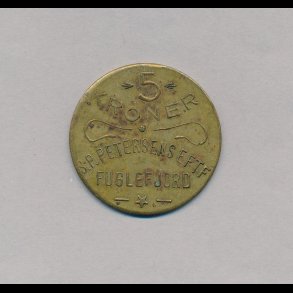 5
KRONER
S.P. PETERSENS EFTF
FUGLEFJORD